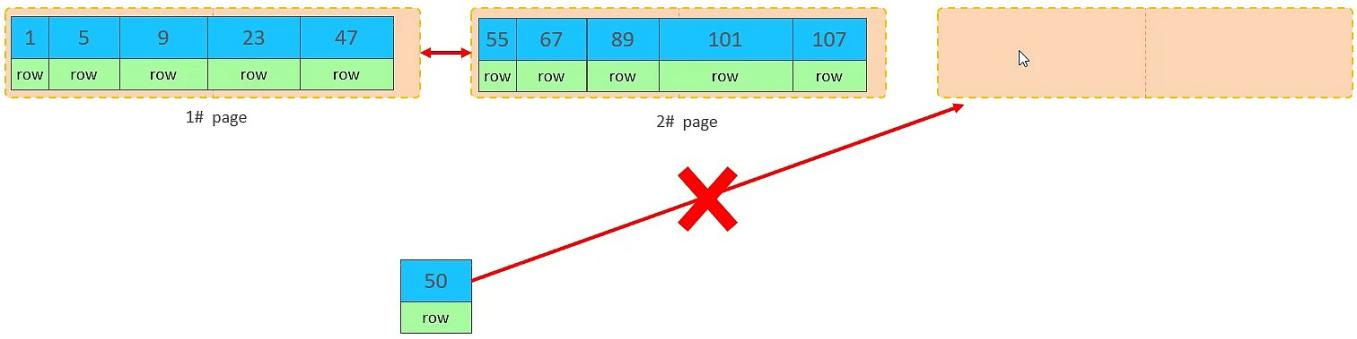 1 5 9 23 47
row row row row row
1# page
55 67 89 101 107
row row row row row
2# page
50
row